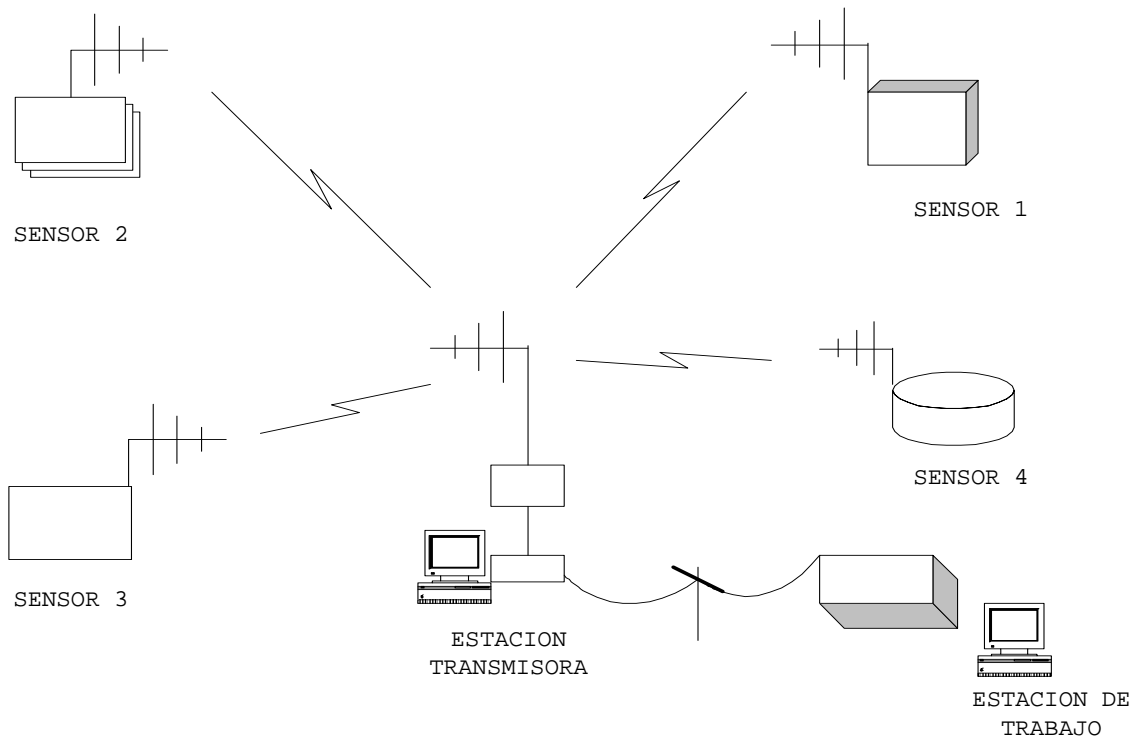 SENSOR 2
SENSOR 1
SENSOR 3
SENSOR 4
ESTACION
TRANSMISORA
ESTACION DE
TRABAJO